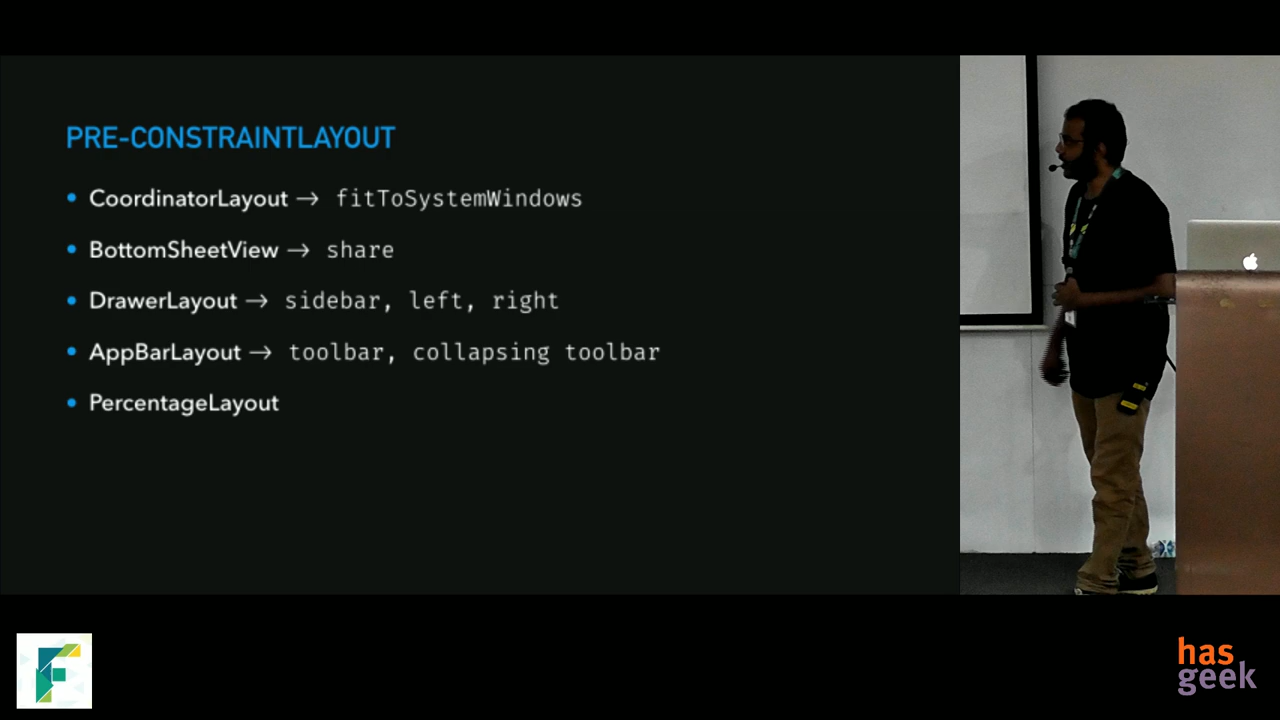 PRE-CONSTRAINTLAYOUT
• CoordinatorLayout → fitToSystemWindows
• BottomSheetView → share
• DrawerLayout → sidebar, left, right
• AppBarLayout → toolbar, collapsing toolbar
• PercentageLayout
F
has
geek